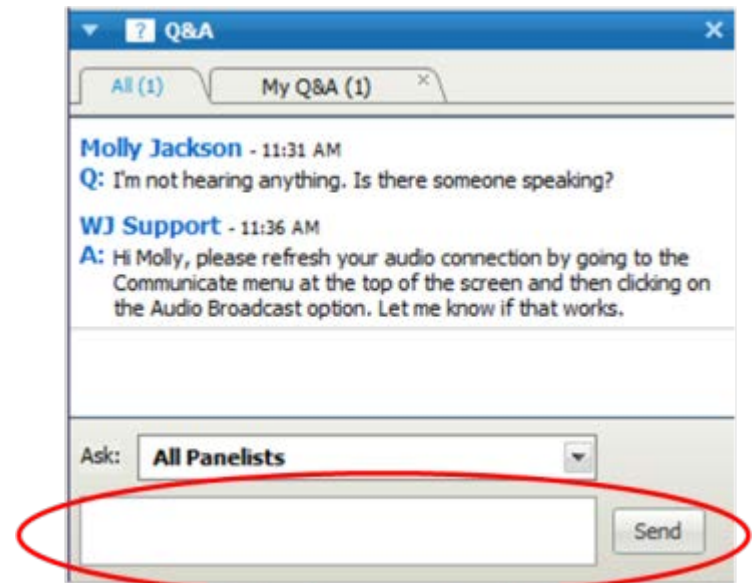 ? Q&A
All (1) My Q&A (1)
Molly Jackson - 11:31 AM
Q: I'm not hearing anything. Is there someone speaking?
WJ Support - 11:36 AM
A: Hi Molly, please refresh your audio connection by going to the
Communicate menu at the top of the screen and then clicking on
the Audio Broadcast option. Let me know if that works.
Ask: All Panelists
Send